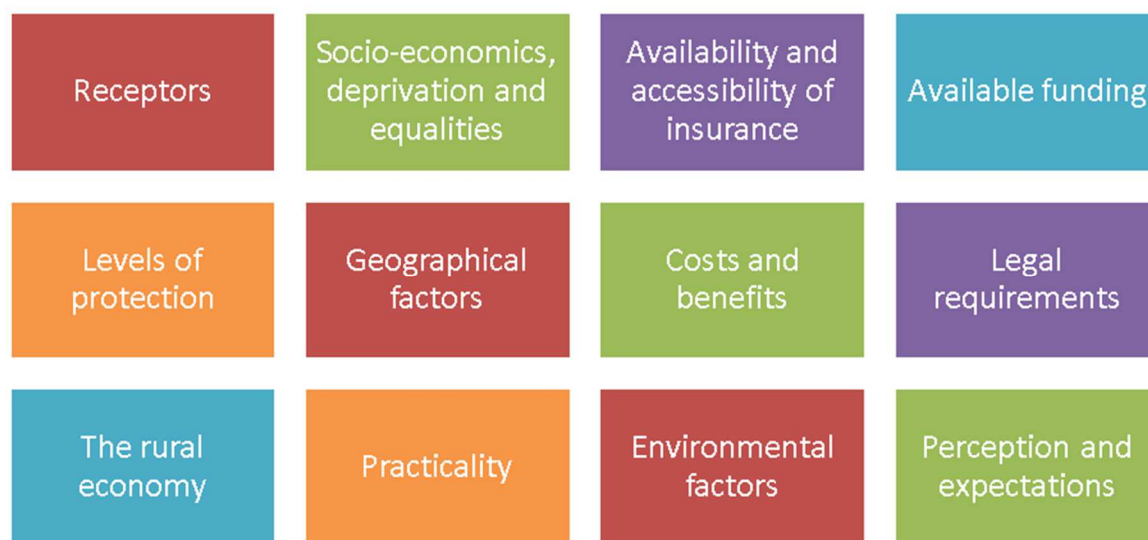 Receptors
Socio-economics,
deprivation and
equalities
Availability and
accessibility of
insurance
Available funding
Levels of
protection
Geographical
factors
Costs and
benefits
Legal
requirements
The rural
economy
Practicality
Environmental
factors
Perception and
expectations